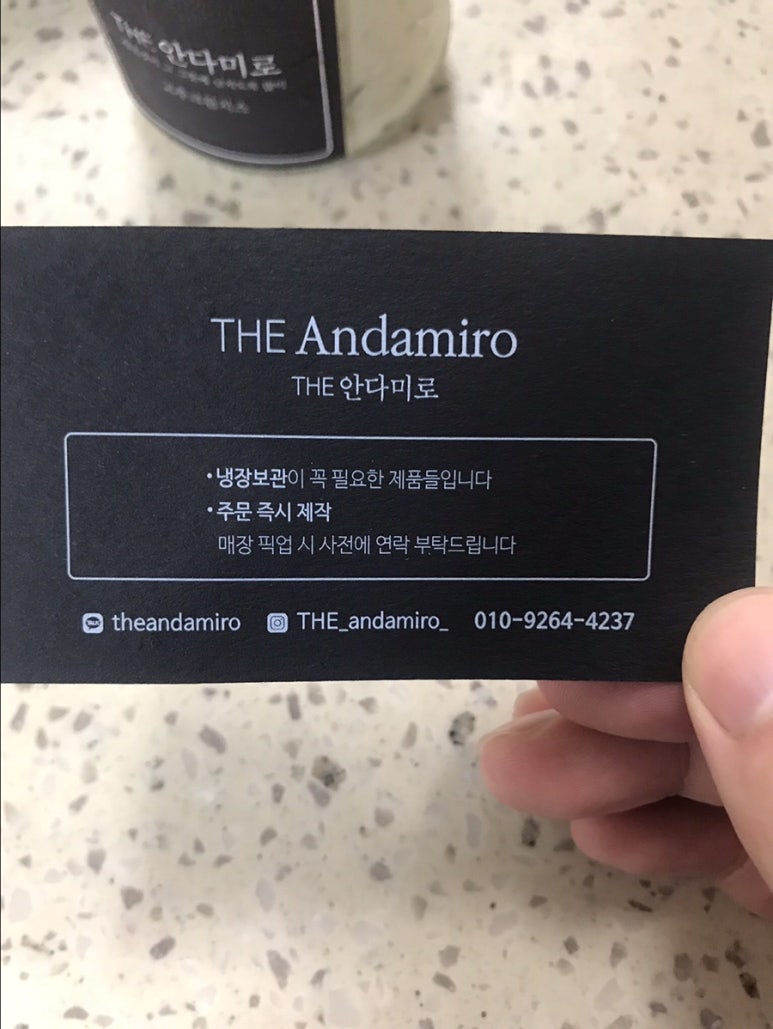 THE 안다미로
THE Andamiro
THE 안다미로
•냉장보관이 꼭 필요한 제품들입니다
•주문 즉시 제작
매장 픽업 시 사전에 연락 부탁드립니다
TALK theandamiro THE_andamiro_ 010-9264-4237